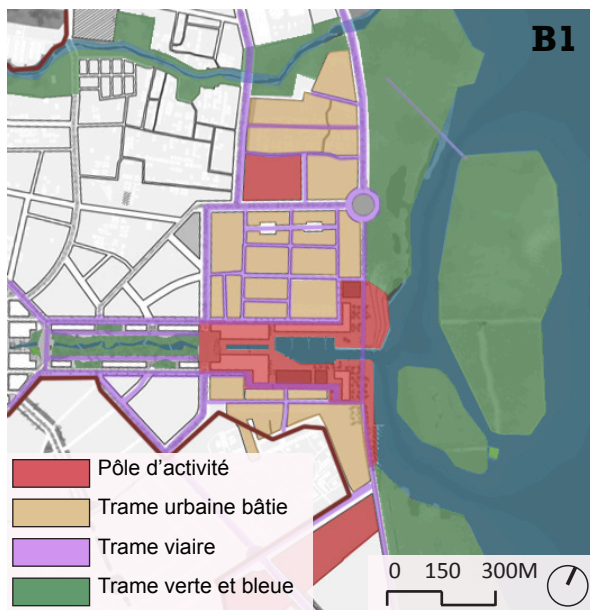 B1
Pôle d'activité
Trame urbaine bâtie
Trame viaire
Trame verte et bleue
0 150 300M